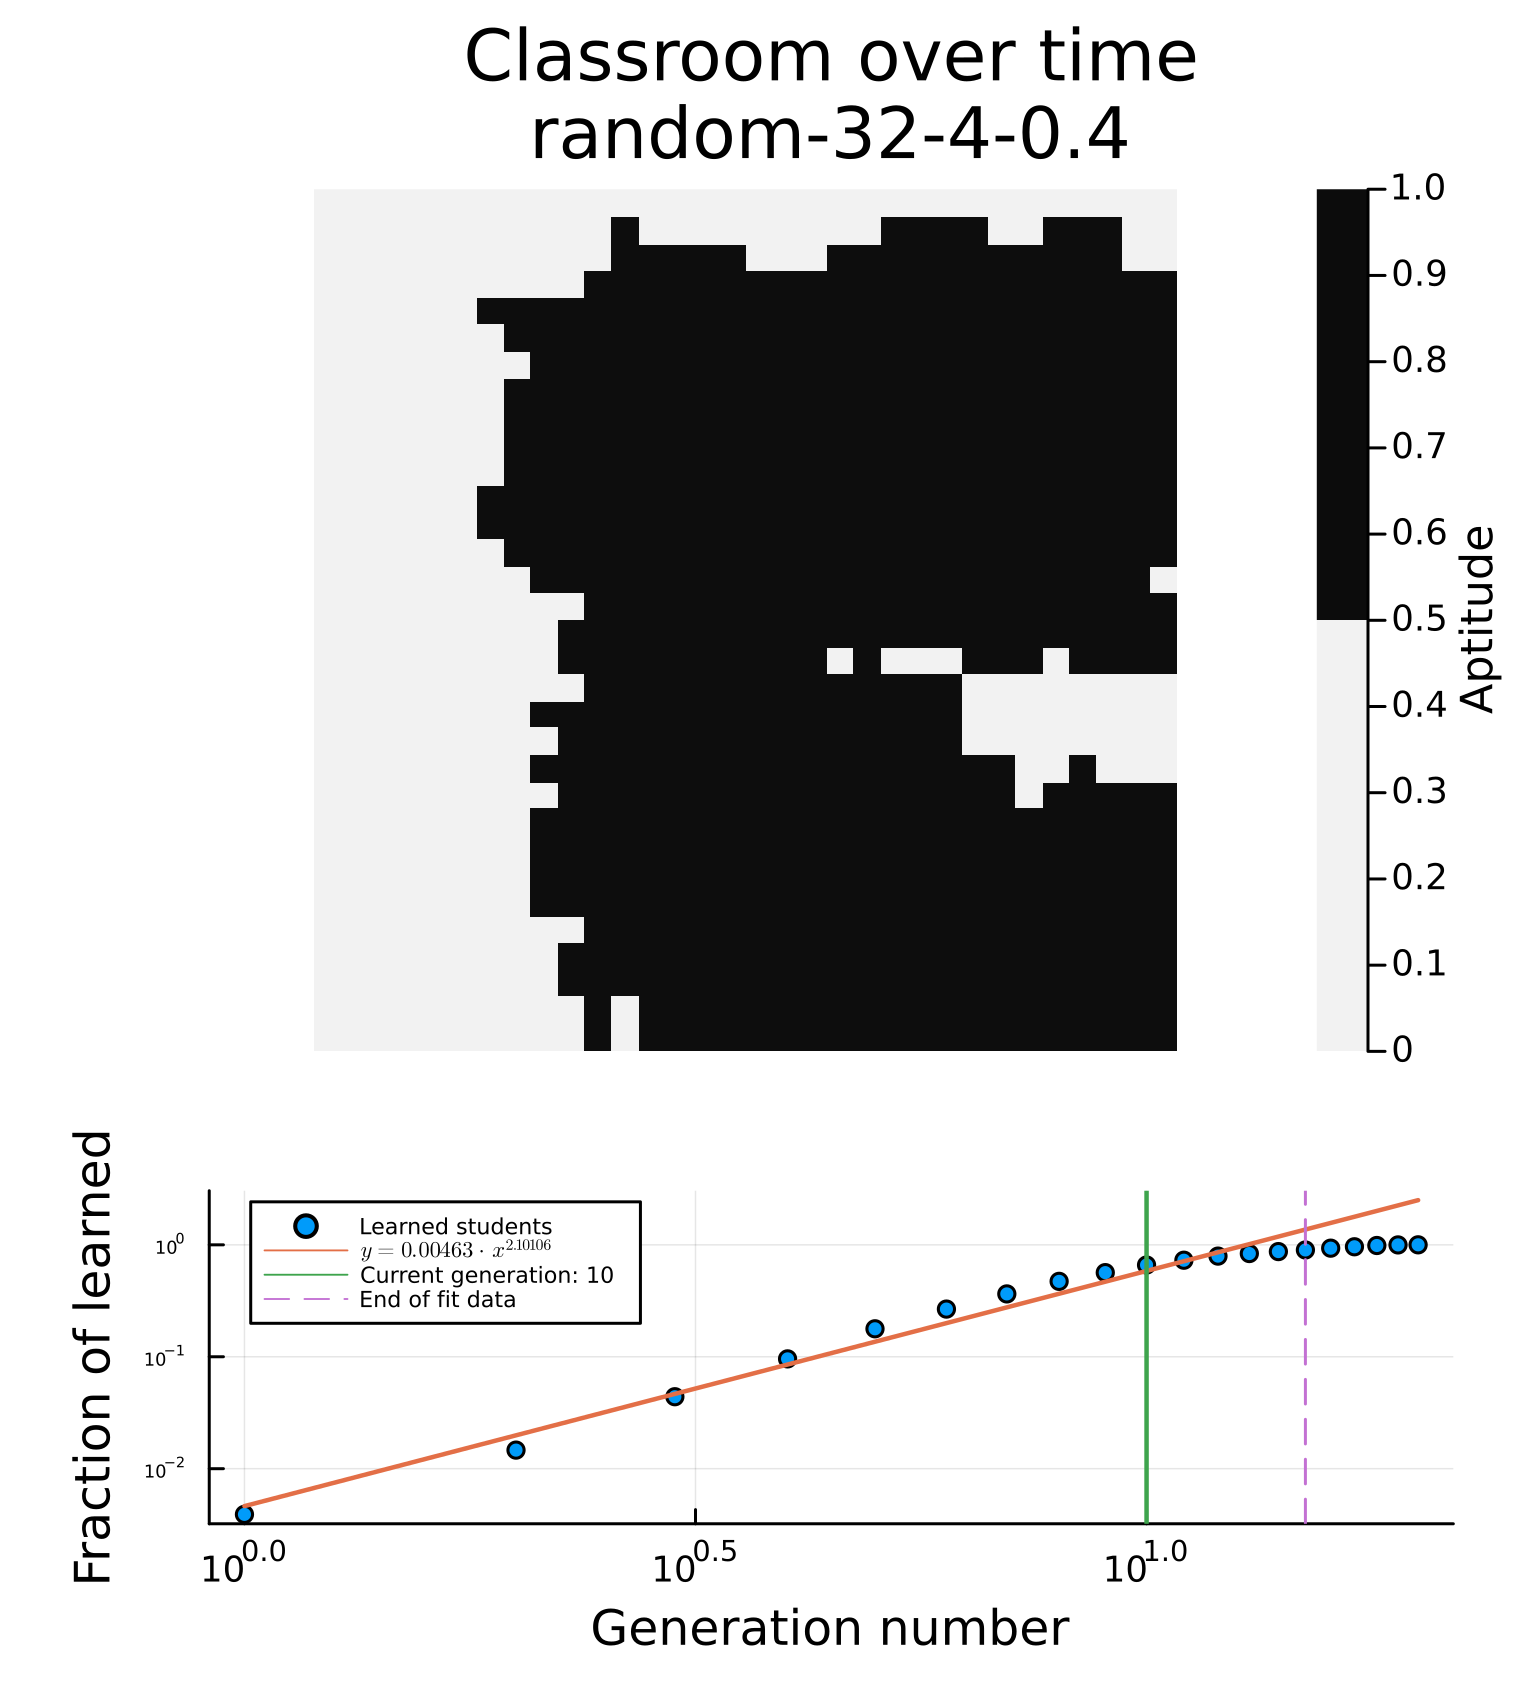 Classroom over time
random-32-4-0.4
1.0
0.9
0.8
0.7
0.6
0.5
0.4
0.3
0.2
0.1
0
Aptitude
Fraction of learned
10⁰
10⁻¹
10⁻²
Learned students
y = 0.00463 · x^2.10106
Current generation: 10
End of fit data
10^0.0
10^0.5
10^1.0
Generation number